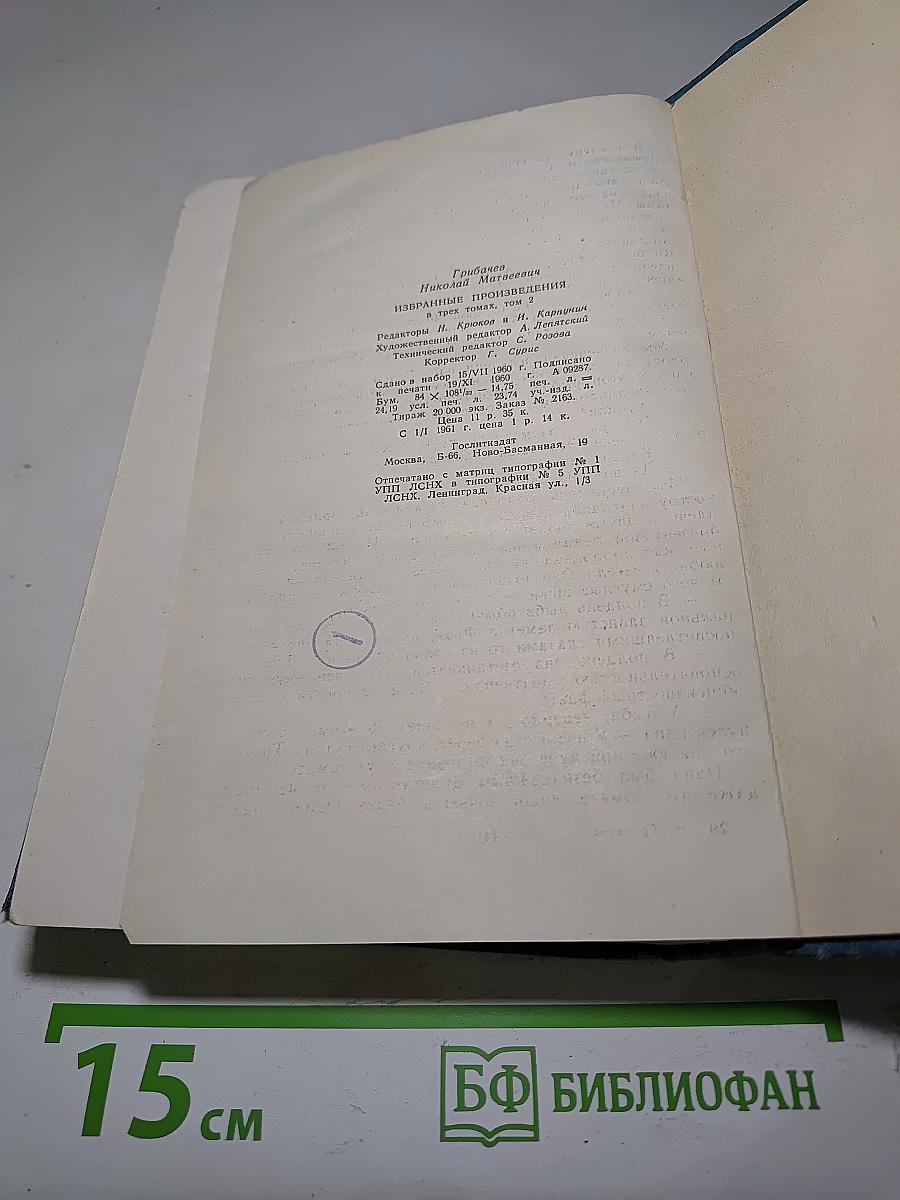 Грибачев
Николай Матвеевич
ИЗБРАННЫЕ ПРОИЗВЕДЕНИЯ
в трех томах, том 2
Редакторы Н. Крюков и И. Карпунин
Художественный редактор А. Лепятский
Технический редактор С. Розова
Корректор Г. Сурис
Сдано в набор 15/VII 1960 г. Подписано
к печати 19/XI 1960 г. А 09287.
Бум. 84 × 108¹/₃₂ — 14,75 печ. л. =
24,19 усл. печ. л. 23,74 уч.-изд. л.
Тираж 20 000 экз. Заказ № 2163.
Цена 11 р. 35 к.
С 1/I 1961 г. цена 1 р. 14 к.
Гослитиздат
Москва, Б-66, Ново-Басманная, 19
Отпечатано с матриц типографии № 1
УПП ЛСНХ в типографии № 5 УПП
ЛСНХ. Ленинград, Красная ул., 1/3
15 см
БФ БИБЛИОФАН